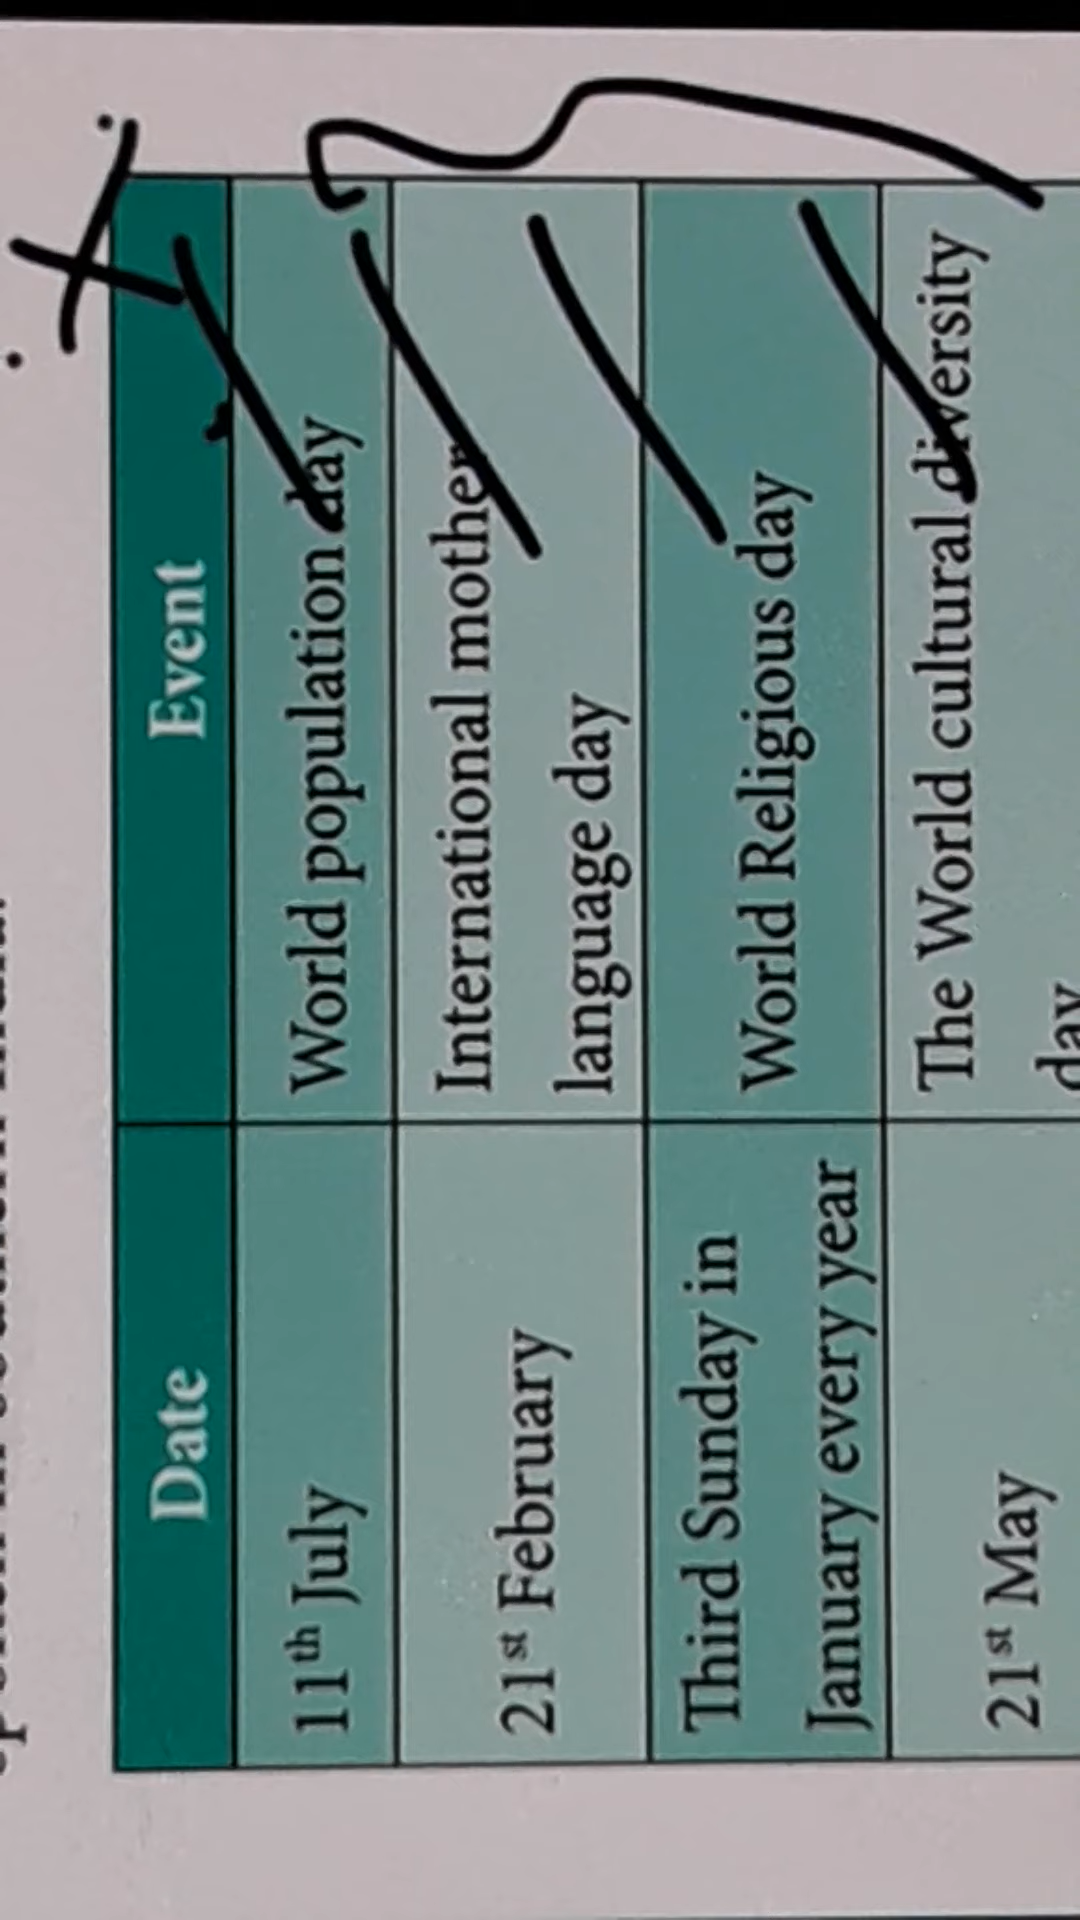 Date Event
11th July World population day
21st February International mother
language day
Third Sunday in
January every year World Religious day
21st May The World cultural diversity
day